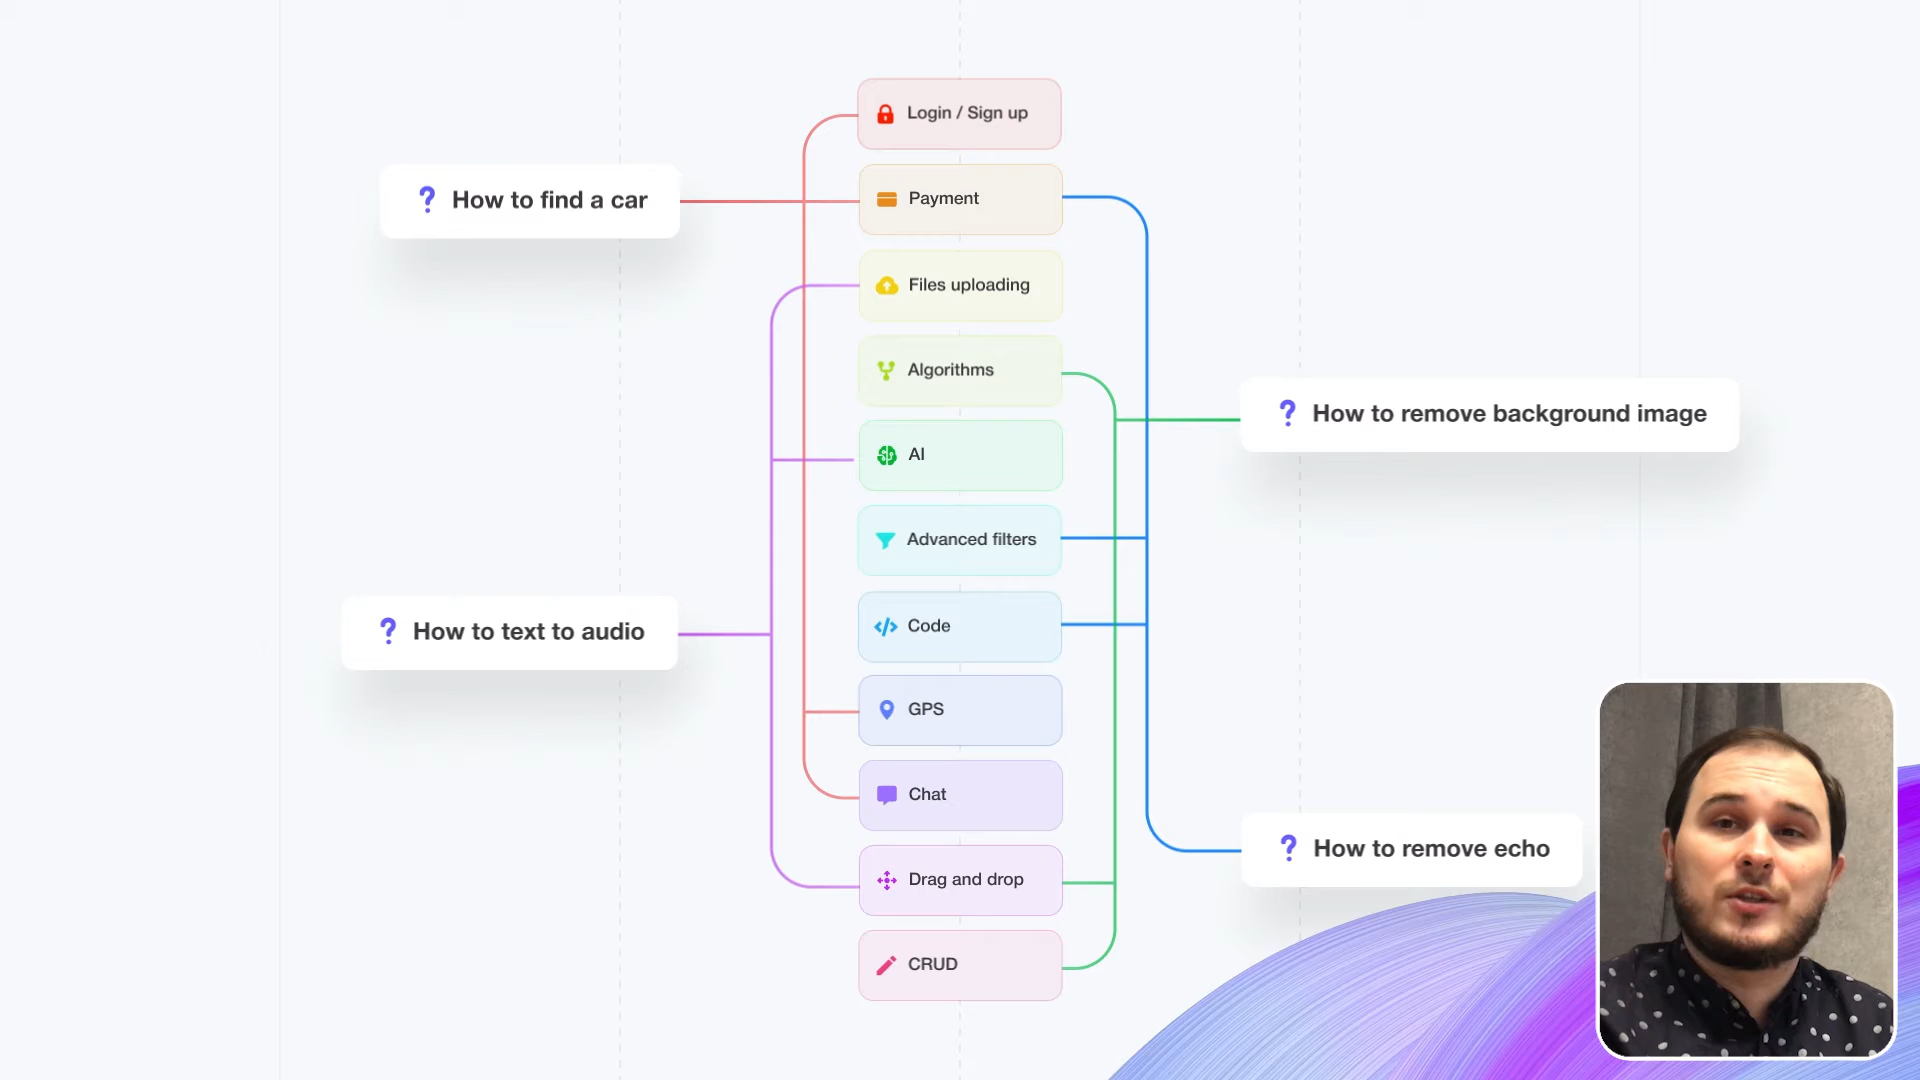 Login / Sign up
? How to find a car
Payment
Files uploading
Algorithms
? How to remove background image
AI
Advanced filters
Code
? How to text to audio
GPS
Chat
? How to remove echo
Drag and drop
CRUD